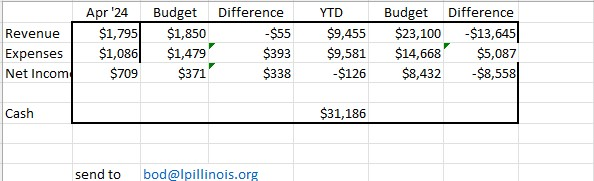 Apr '24 Budget Difference YTD Budget Difference
Revenue $1,795 $1,850 -$55 $9,455 $23,100 -$13,645
Expenses $1,086 $1,479 $393 $9,581 $14,668 $5,087
Net Incom $709 $371 $338 -$126 $8,432 -$8,558
Cash $31,186
send to bod@lpillinois.org